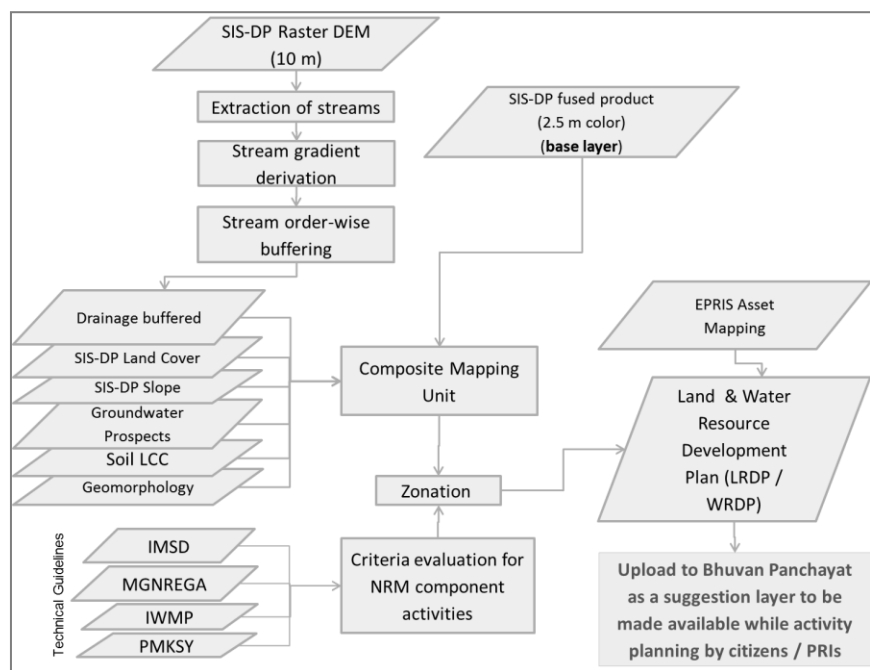 SIS-DP Raster DEM
(10 m)
Extraction of streams
Stream gradient
derivation
Stream order-wise
buffering
SIS-DP fused product
(2.5 m color)
(base layer)
Drainage buffered
SIS-DP Land Cover
SIS-DP Slope
Groundwater
Prospects
Soil LCC
Geomorphology
Composite Mapping
Unit
EPRIS Asset
Mapping
Land & Water
Resource
Development
Plan (LRDP /
WRDP)
Zonation
Technical Guidelines
IMSD
MGNREGA
IWMP
PMKSY
Criteria evaluation for
NRM component
activities
Upload to Bhuvan Panchayat
as a suggestion layer to be
made available while activity
planning by citizens / PRIs